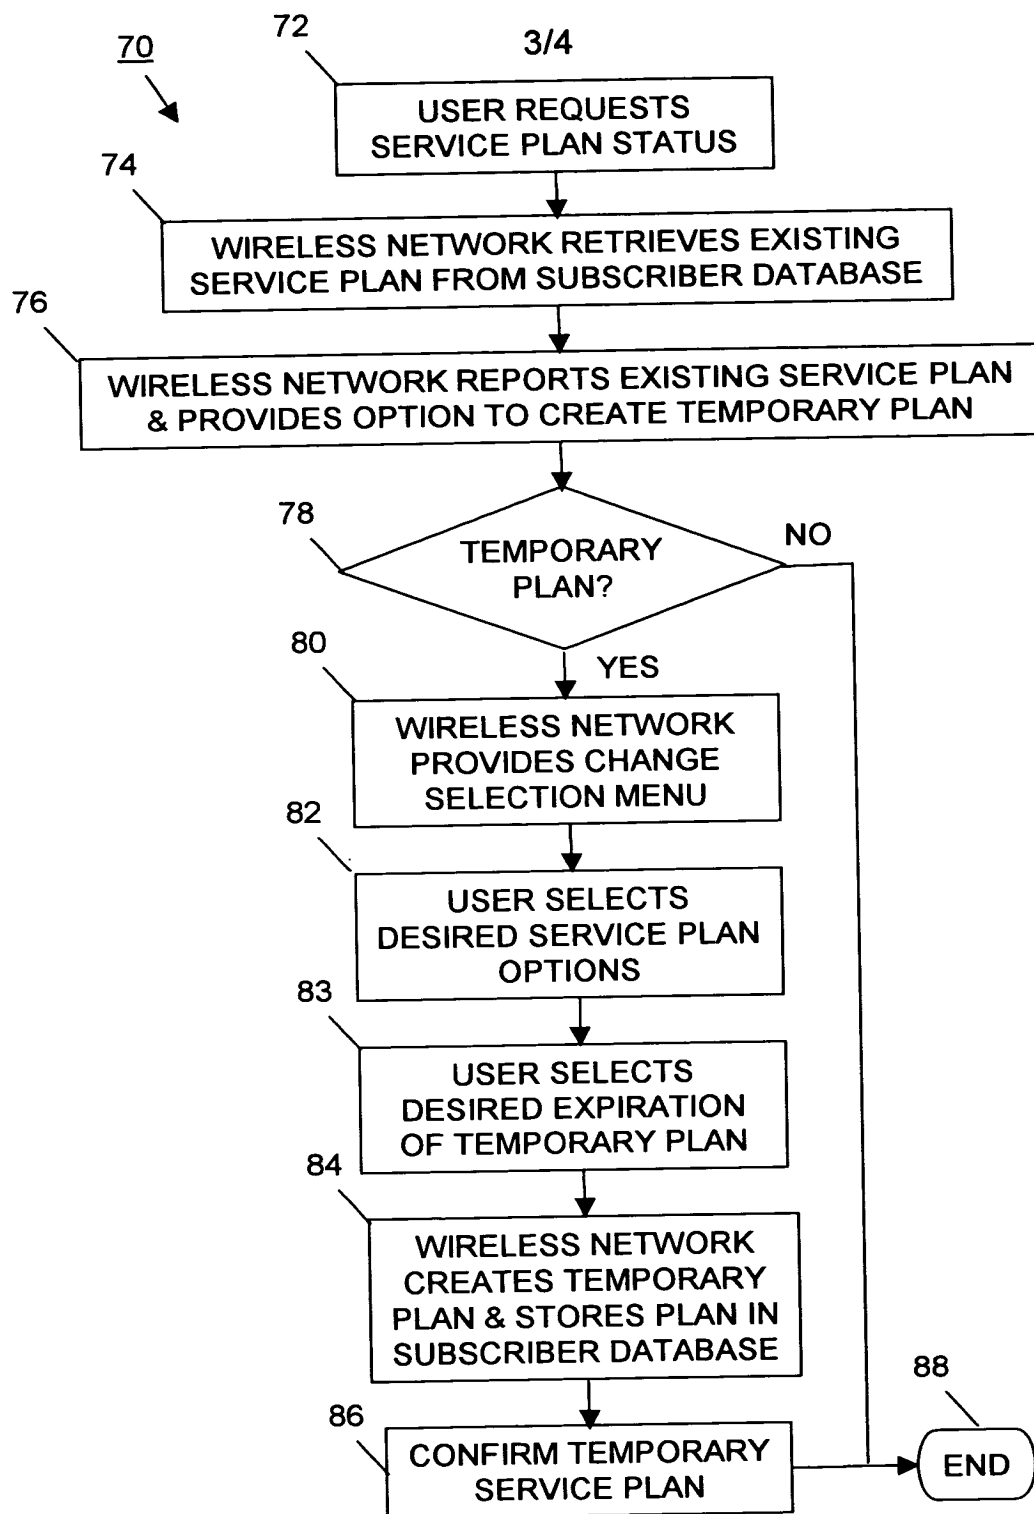 3/4
70
72
USER REQUESTS
SERVICE PLAN STATUS
74
WIRELESS NETWORK RETRIEVES EXISTING
SERVICE PLAN FROM SUBSCRIBER DATABASE
76
WIRELESS NETWORK REPORTS EXISTING SERVICE PLAN
& PROVIDES OPTION TO CREATE TEMPORARY PLAN
78
TEMPORARY
PLAN?
NO
YES
80
WIRELESS NETWORK
PROVIDES CHANGE
SELECTION MENU
82
USER SELECTS
DESIRED SERVICE PLAN
OPTIONS
83
USER SELECTS
DESIRED EXPIRATION
OF TEMPORARY PLAN
84
WIRELESS NETWORK
CREATES TEMPORARY
PLAN & STORES PLAN IN
SUBSCRIBER DATABASE
86
CONFIRM TEMPORARY
SERVICE PLAN
88
END